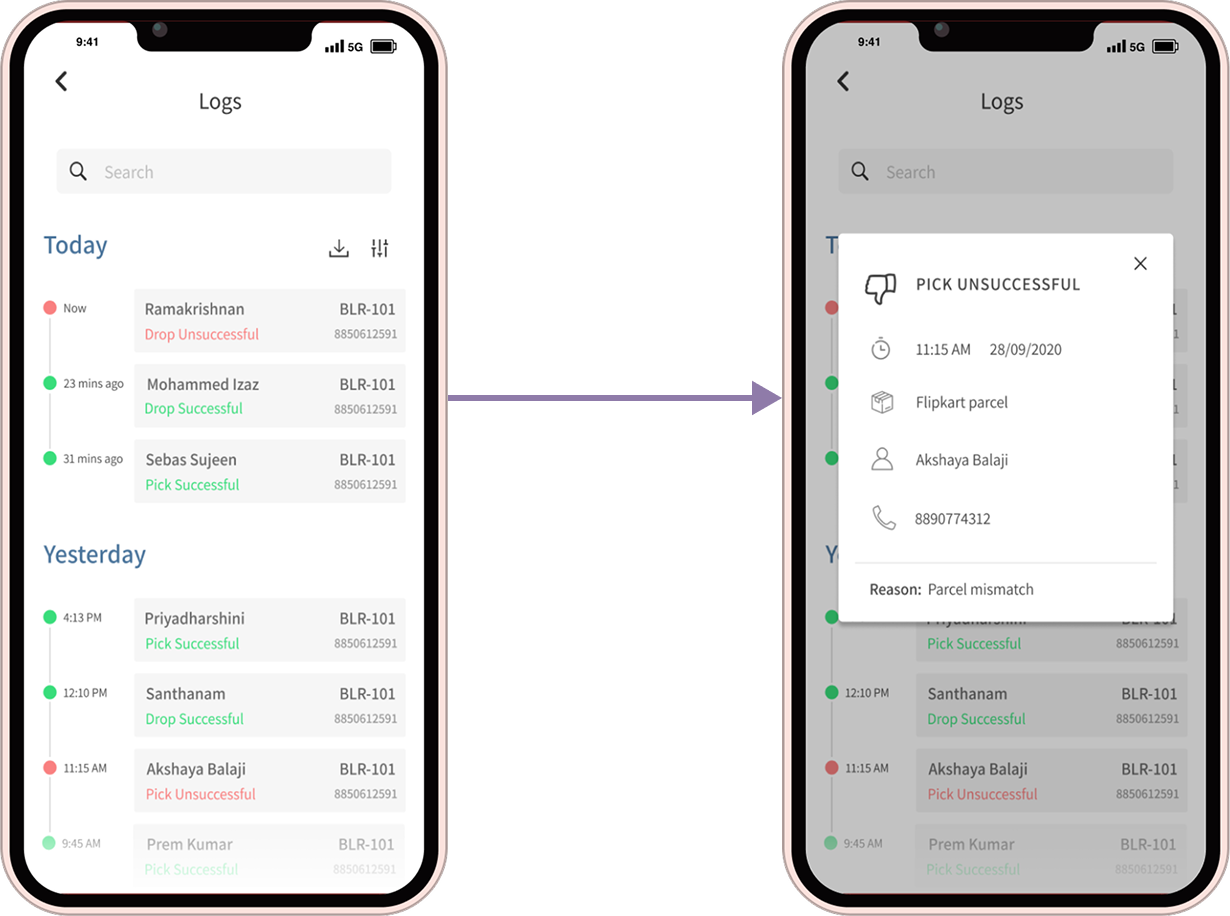 9:41
5G
Logs
Search
Today
Now
Ramakrishnan BLR-101
Drop Unsuccessful 8850612591
23 mins ago
Mohammed Izaz BLR-101
Drop Successful 8850612591
31 mins ago
Sebas Sujeen BLR-101
Pick Successful 8850612591
Yesterday
4:13 PM
Priyadharshini BLR-101
Pick Successful 8850612591
12:10 PM
Santhanam BLR-101
Drop Successful 8850612591
11:15 AM
Akshaya Balaji BLR-101
Pick Unsuccessful 8850612591
9:45 AM
Prem Kumar BLR-101
Pick Successful 8850612591
9:41
5G
Logs
Search
PICK UNSUCCESSFUL
11:15 AM 28/09/2020
Flipkart parcel
Akshaya Balaji
8890774312
Reason: Parcel mismatch
Priyadharshini BLR-101
Pick Successful 8850612591
12:10 PM
Santhanam BLR-101
Drop Successful 8850612591
11:15 AM
Akshaya Balaji BLR-101
Pick Unsuccessful 8850612591
9:45 AM
Prem Kumar BLR-101
Pick Successful 8850612591